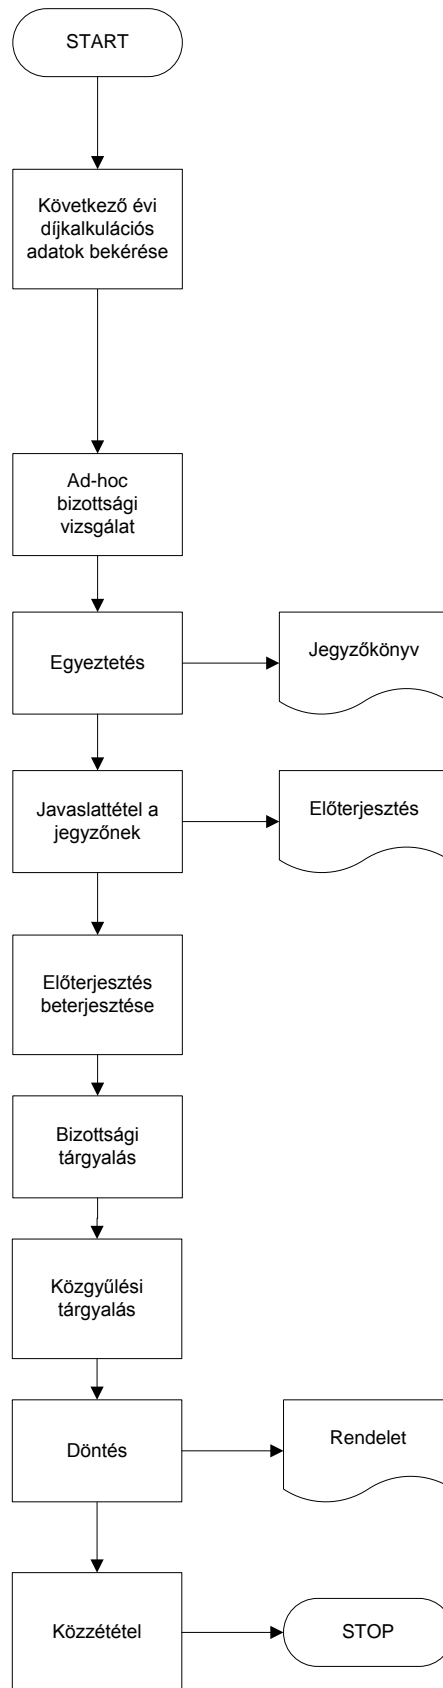 START
Következő évi
díjkalkulációs
adatok bekérése
Ad-hoc
bizottsági
vizsgálat
Egyeztetés
Jegyzőkönyv
Javaslattétel a
jegyzőnek
Előterjesztés
Előterjesztés
beterjesztése
Bizottsági
tárgyalás
Közgyűlési
tárgyalás
Döntés
Rendelet
Közzététel
STOP